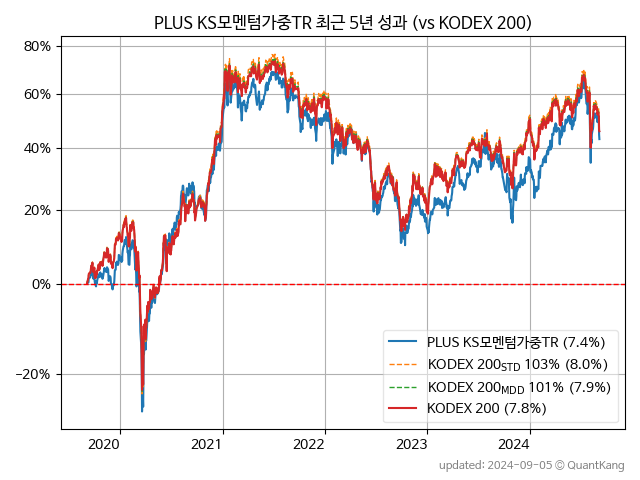 PLUS KS모멘텀가중TR 최근 5년 성과 (vs KODEX 200)
80%
60%
40%
20%
0%
−20%
2020 2021 2022 2023 2024
PLUS KS모멘텀가중TR (7.4%)
KODEX 200STD 103% (8.0%)
KODEX 200MDD 101% (7.9%)
KODEX 200 (7.8%)
updated: 2024-09-05 © QuantKang